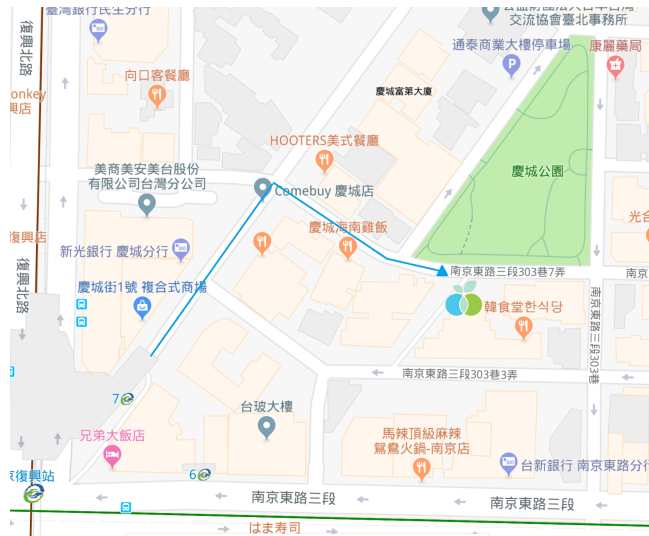 臺灣銀行民生分行
交流協會臺北事務所
復興北路
通泰商業大樓停車場
康麗藥局
向口客餐廳
onkey
興店
慶城富第大廈
HOOTERS美式餐廳
美商美安美台股份
有限公司台灣分公司
慶城公園
Comebuy 慶城店
光合
復興店
慶城海南雞飯
新光銀行 慶城分行
南京東路三段303巷7弄
南京
復興北路
慶城街1號 複合式商場
韓食堂한식당
南京東路三段303巷
南京東路三段303巷3弄
7
台玻大樓
兄弟大飯店
馬辣頂級麻辣
鴛鴦火鍋-南京店
台新銀行 南京東路分行
京復興站
6
南京東路三段
南京東路三段
はま寿司